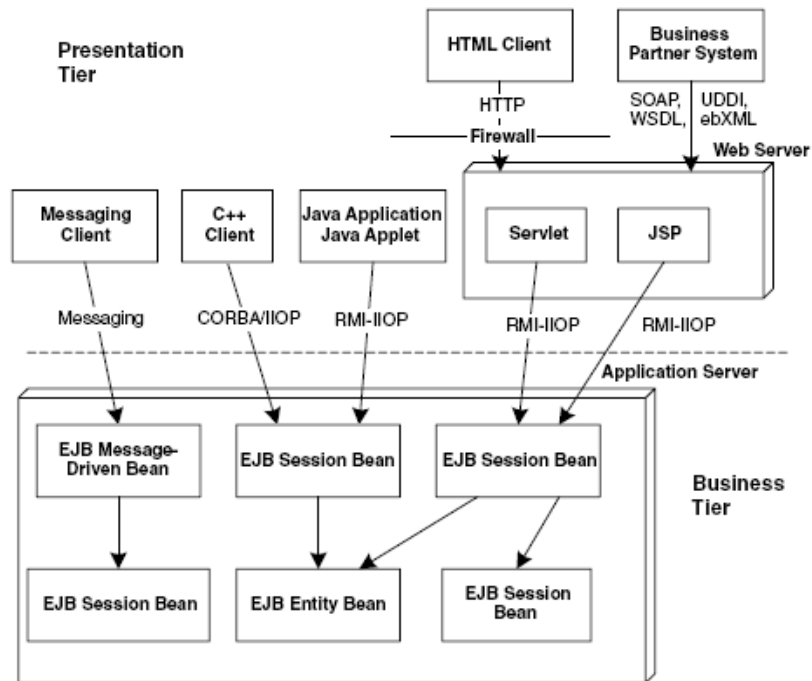 Presentation
Tier
HTML Client
Business
Partner System
HTTP
SOAP,
WSDL,
UDDI,
ebXML
Firewall
Web Server
Messaging
Client
C++
Client
Java Application
Java Applet
Servlet
JSP
Messaging
CORBA/IIOP
RMI-IIOP
RMI-IIOP
RMI-IIOP
Application Server
EJB Message-
Driven Bean
EJB Session Bean
EJB Session Bean
Business
Tier
EJB Session Bean
EJB Entity Bean
EJB Session
Bean